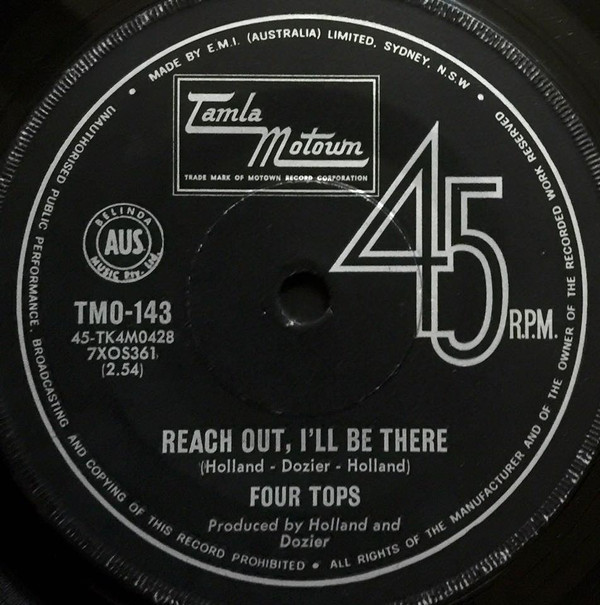 MADE BY E.M.I. (AUSTRALIA) LIMITED, SYDNEY, N.S.W
Tamla
Motown
TRADE MARK OF MOTOWN RECORD CORPORATION
45
R.P.M.
BELINDA
AUS.
MUSIC PTY. Ltd.
TMO-143
45-TK4M0428
7XOS361
(2.54)
REACH OUT, I'LL BE THERE
(Holland - Dozier - Holland)
FOUR TOPS
Produced by Holland and
Dozier
UNAUTHORISED PUBLIC PERFORMANCE, BROADCASTING AND COPYING OF THIS RECORD PROHIBITED • ALL RIGHTS OF THE MANUFACTURER AND OF THE OWNER OF THE RECORDED WORK RESERVED